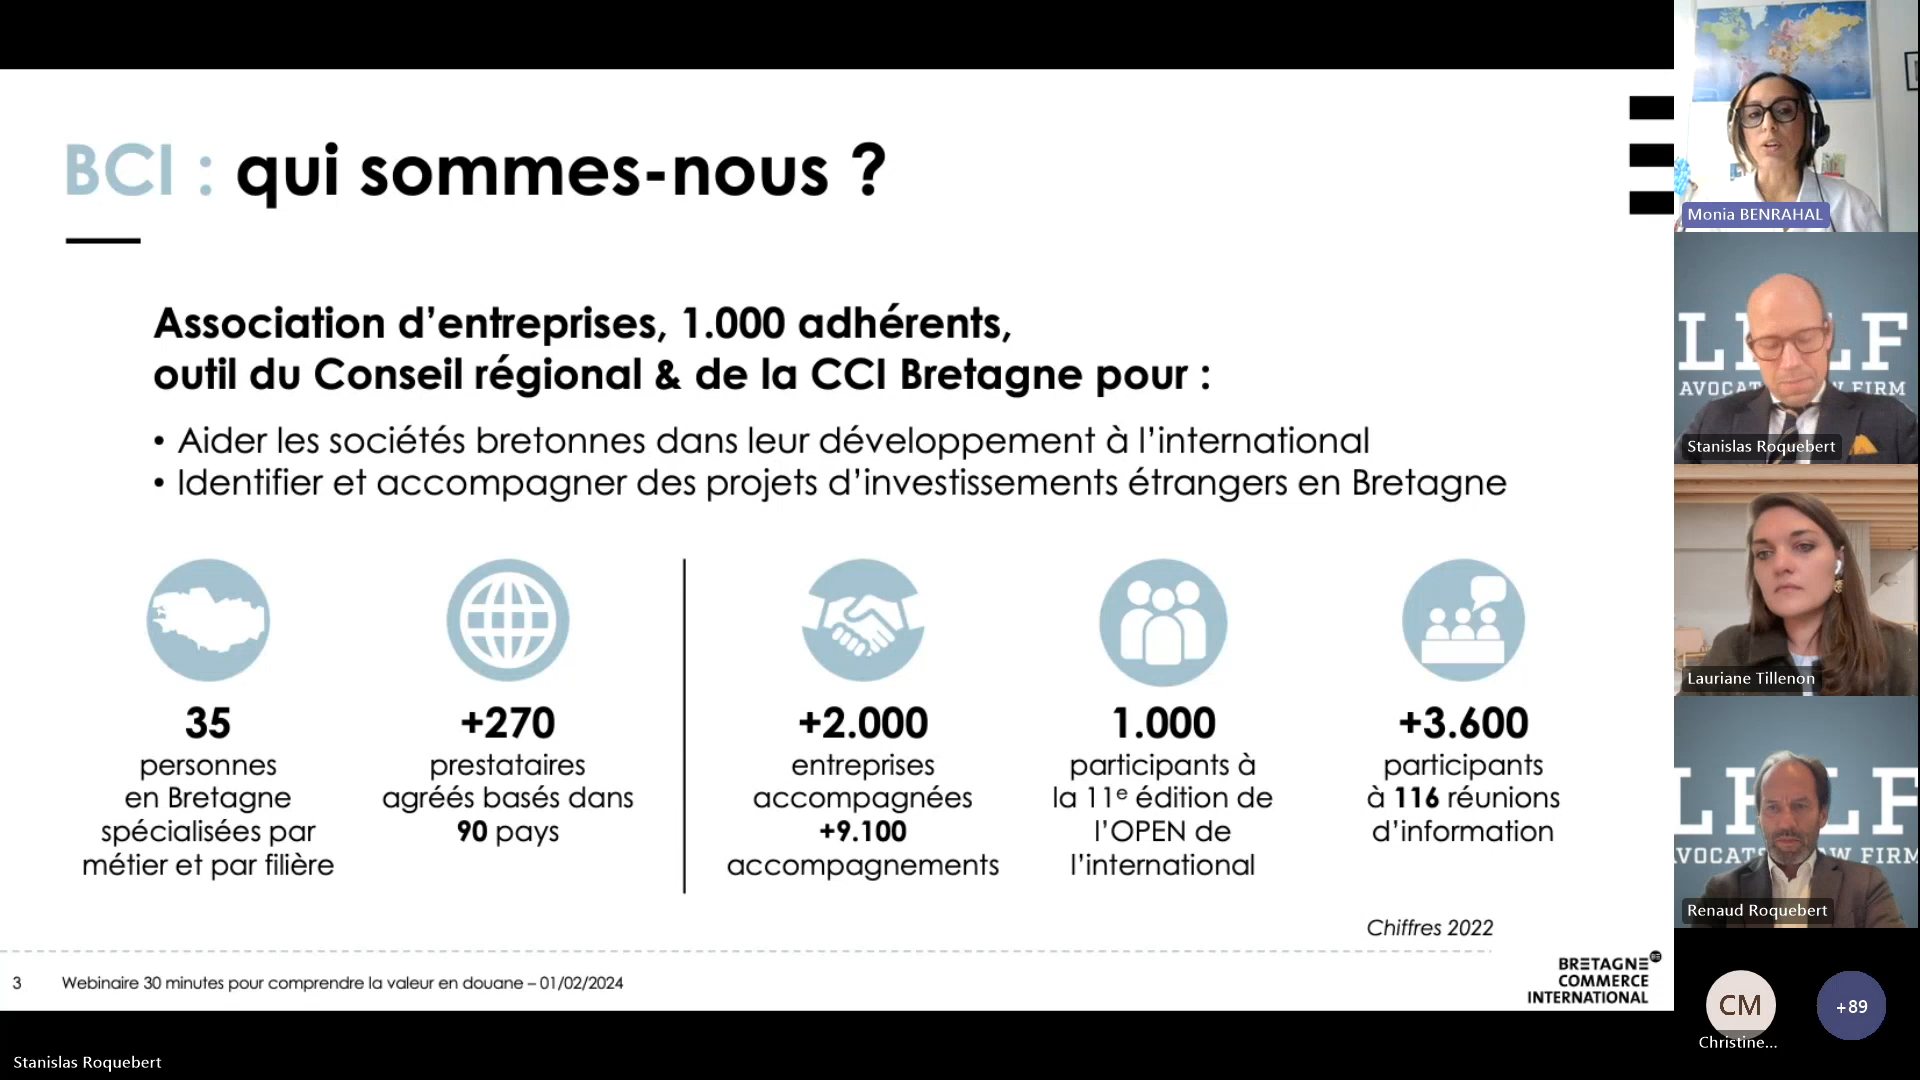 BCI : qui sommes-nous ?
Association d’entreprises, 1.000 adhérents,
outil du Conseil régional & de la CCI Bretagne pour :
• Aider les sociétés bretonnes dans leur développement à l’international
• Identifier et accompagner des projets d’investissements étrangers en Bretagne
35
personnes
en Bretagne
spécialisées par
métier et par filière
+270
prestataires
agréés basés dans
90 pays
+2.000
entreprises
accompagnées
+9.100
accompagnements
1.000
participants à
la 11e édition de
l’OPEN de
l’international
+3.600
participants
à 116 réunions
d’information
Chiffres 2022
3 Webinaire 30 minutes pour comprendre la valeur en douane – 01/02/2024
BRETAGNE
COMMERCE
INTERNATIONAL
Stanislas Roquebert
Monia BENRAHAL
Stanislas Roquebert
Lauriane Tillenon
Renaud Roquebert
CM
Christine...
+89